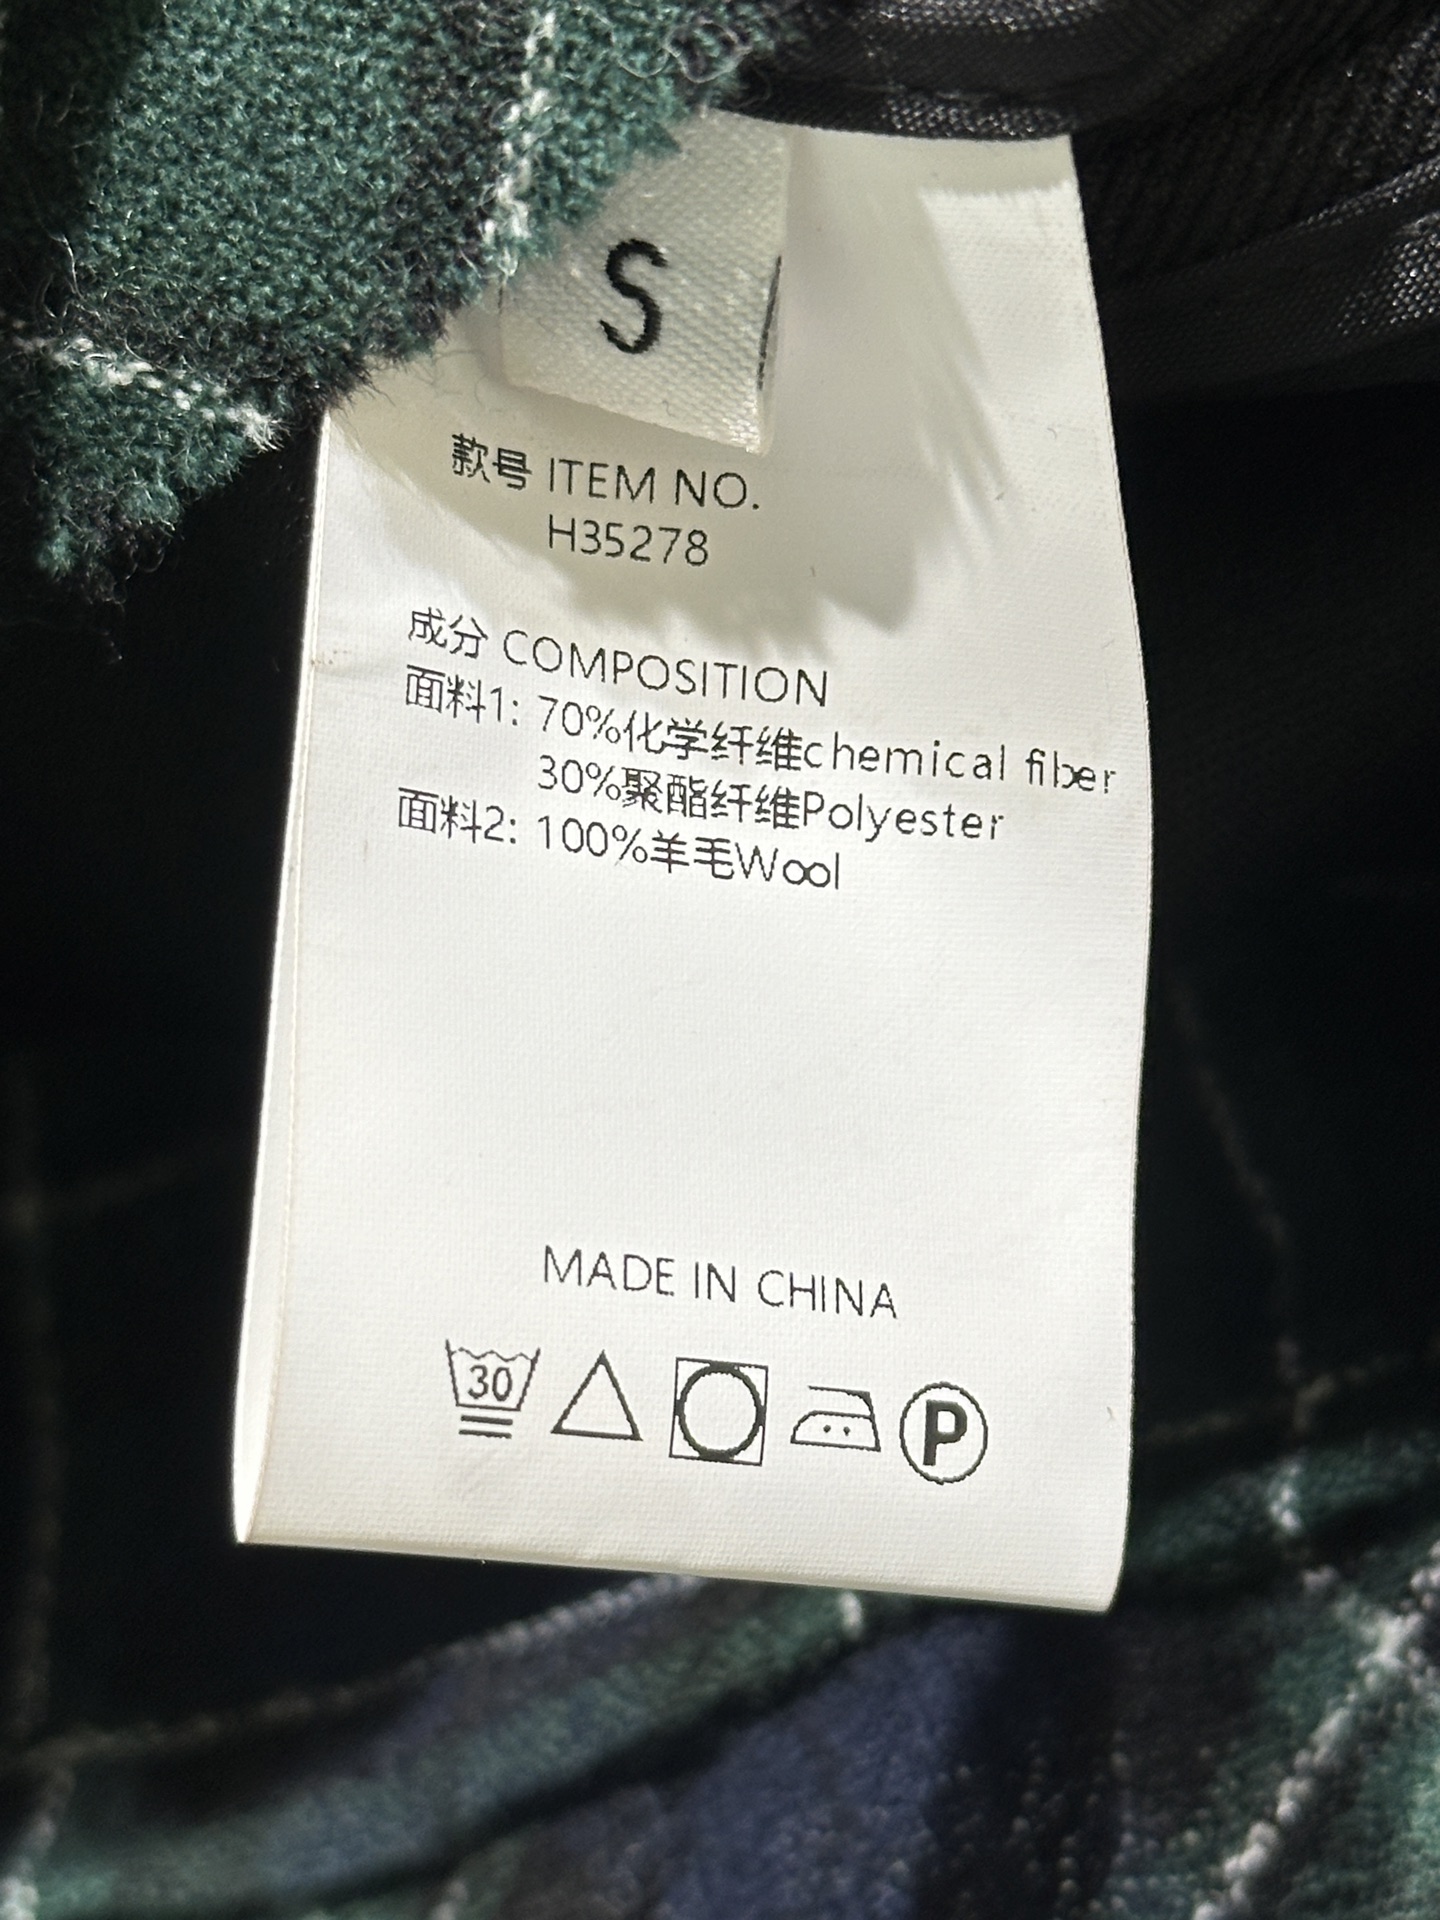 S
款号 ITEM NO.
H35278
成分 COMPOSITION
面料1: 70%化学纤维chemical fiber
30%聚酯纤维Polyester
面料2: 100%羊毛Wool
MADE IN CHINA
30
P